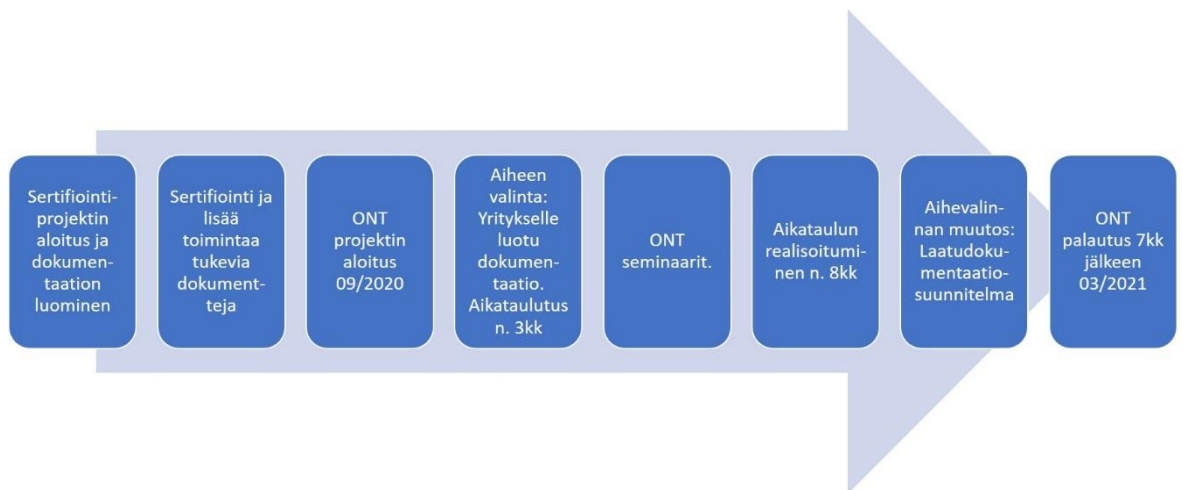 Sertifiointi-
projektin
aloitus ja
dokumen-
taation
luominen
Sertifiointi ja
lisää
toimintaa
tukevia
dokument-
teja
ONT
projektin
aloitus
09/2020
Aiheen
valinta:
Yritykselle
luotu
dokumen-
taatio.
Aikataulutus
n. 3kk
ONT
seminaarit.
Aikataulun
realisoitumi-
nen n. 8kk
Aihevalin-
nan muutos:
Laatudoku-
mentaatio-
suunnitelma
ONT
palautus 7kk
jälkeen
03/2021